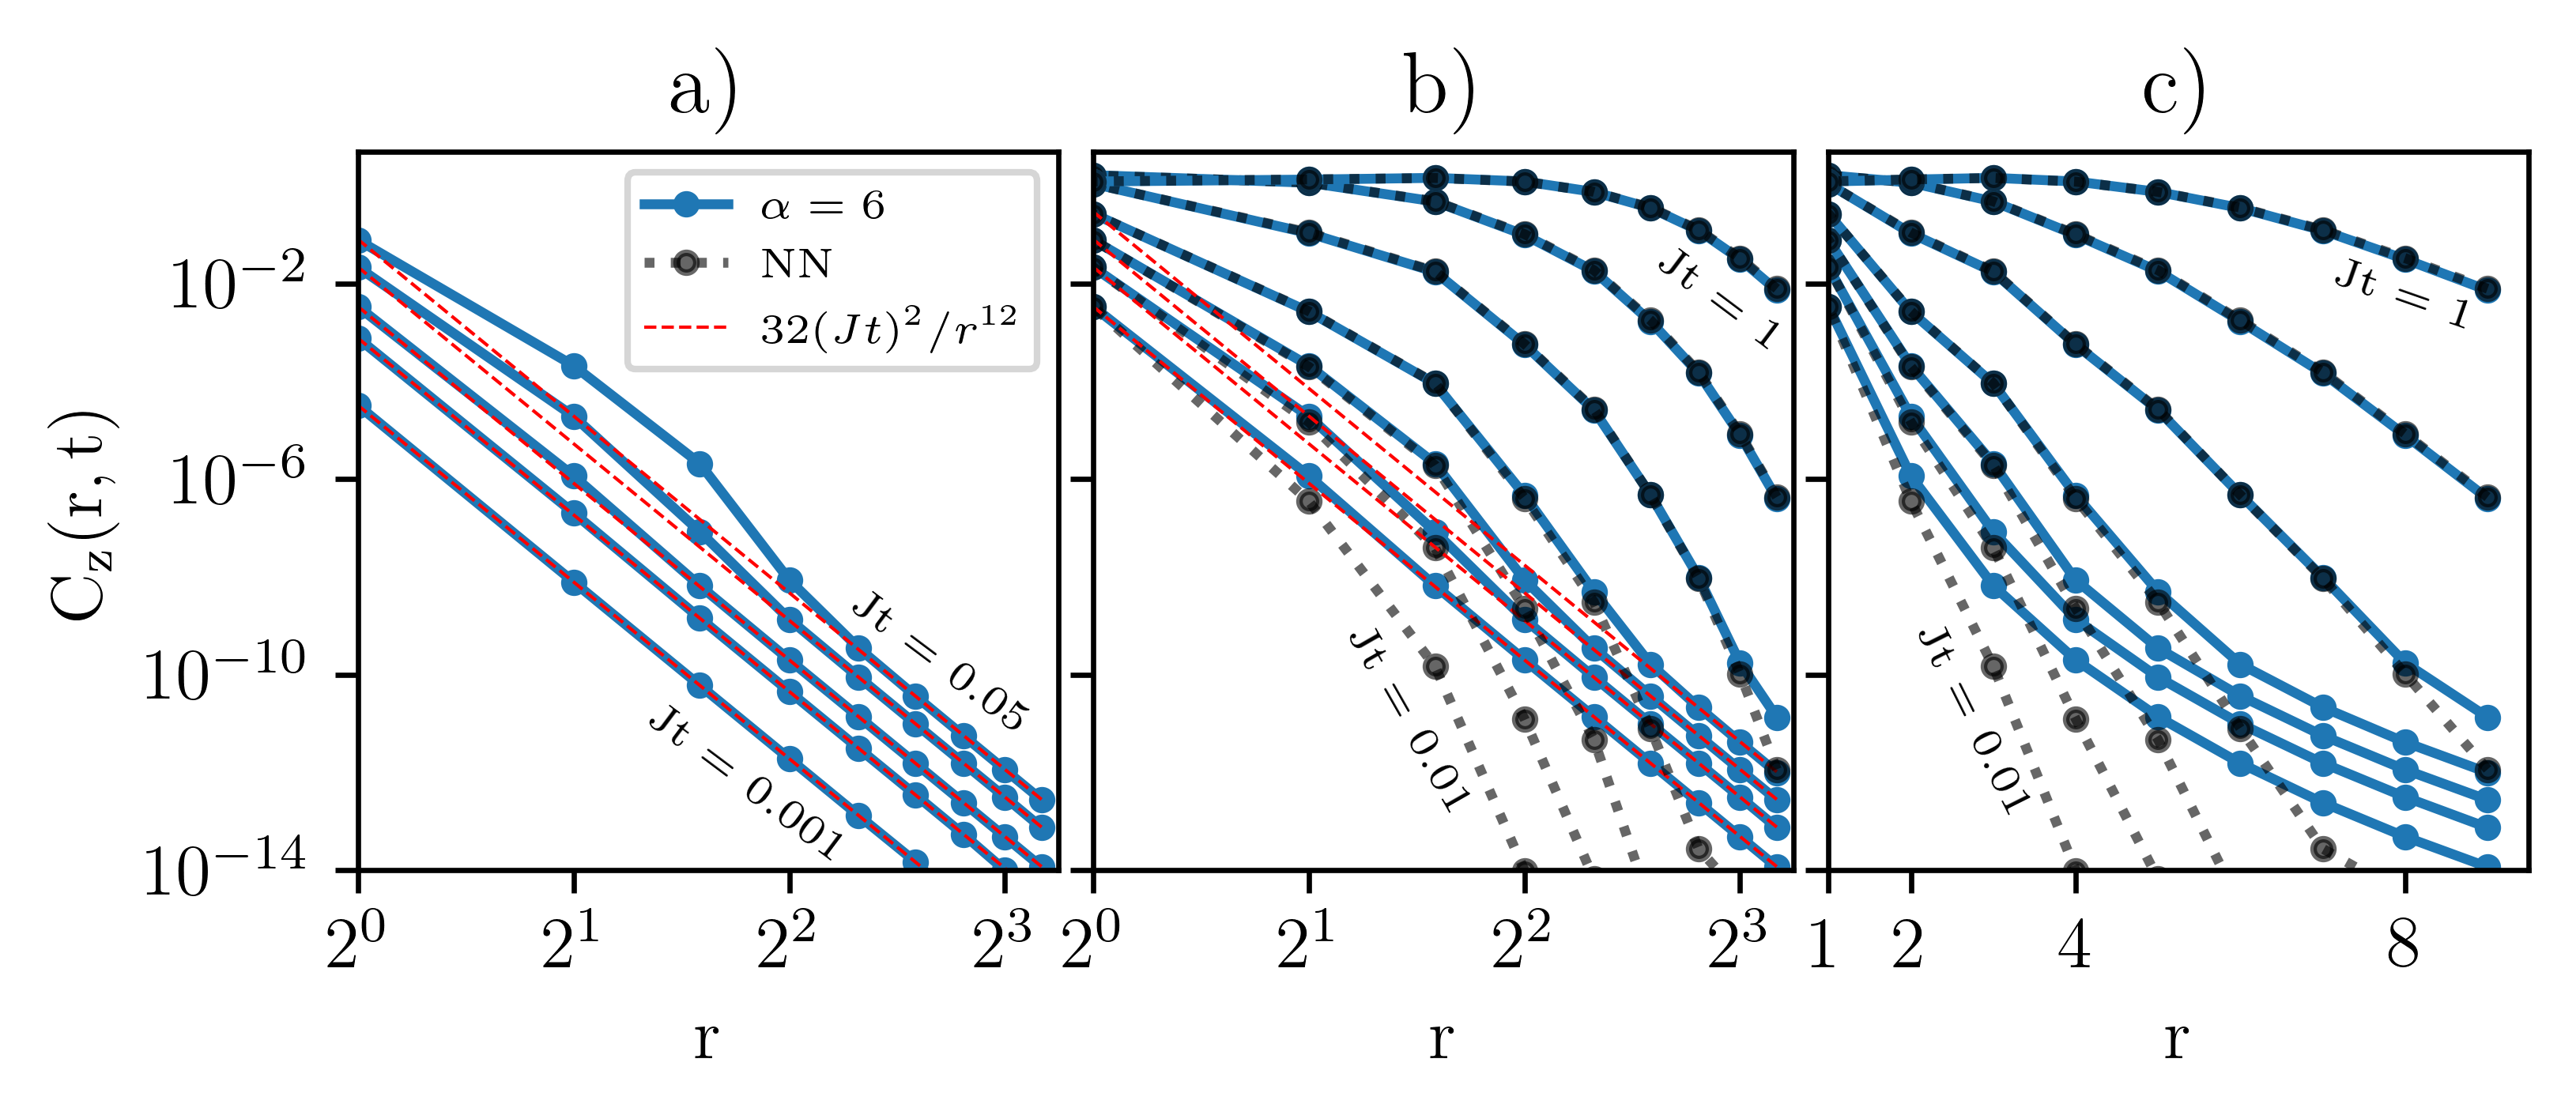 a) b) c)
α = 6
NN
32(Jt)²/r¹²
C_z(r, t)
10⁻²
10⁻⁶
10⁻¹⁰
10⁻¹⁴
Jt = 0.05
Jt = 0.001
Jt = 1
Jt = 0.01
Jt = 1
Jt = 0.01
2⁰ 2¹ 2² 2³ 2⁰ 2¹ 2² 2³ 1 2 4 8
r r r